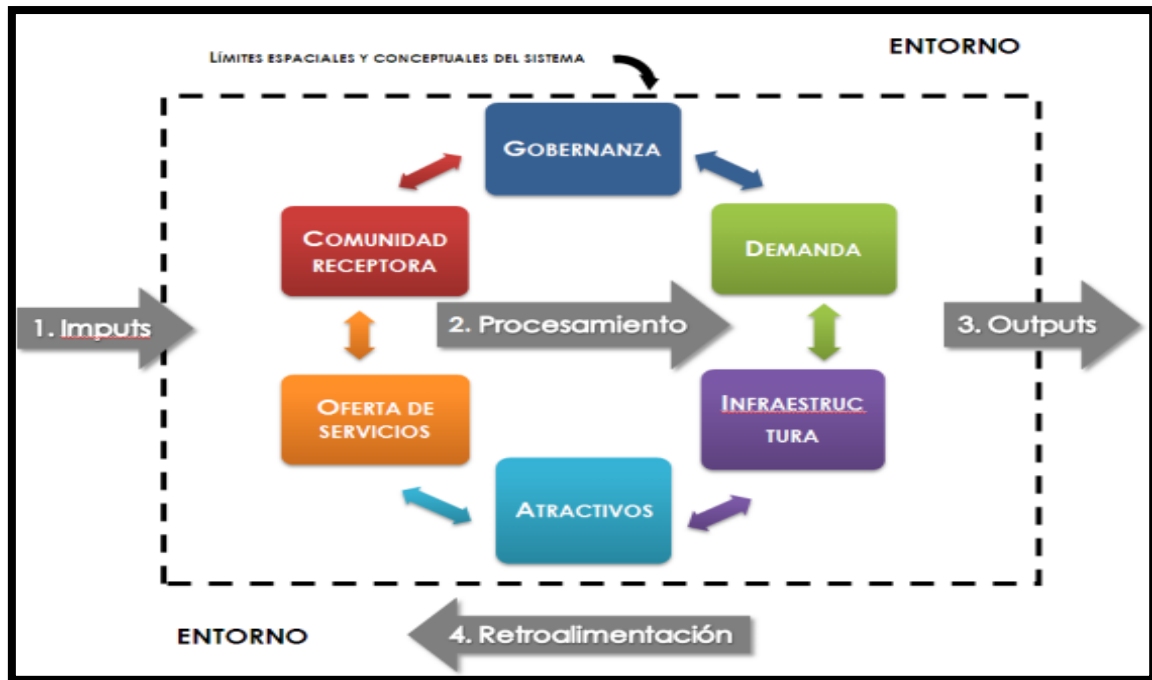 ENTORNO
LÍMITES ESPACIALES Y CONCEPTUALES DEL SISTEMA
GOBERNANZA
COMUNIDAD
RECEPTORA
DEMANDA
1. Imputs
2. Procesamiento
3. Outputs
OFERTA DE
SERVICIOS
INFRAESTRUC
TURA
ATRACTIVOS
ENTORNO
4. Retroalimentación